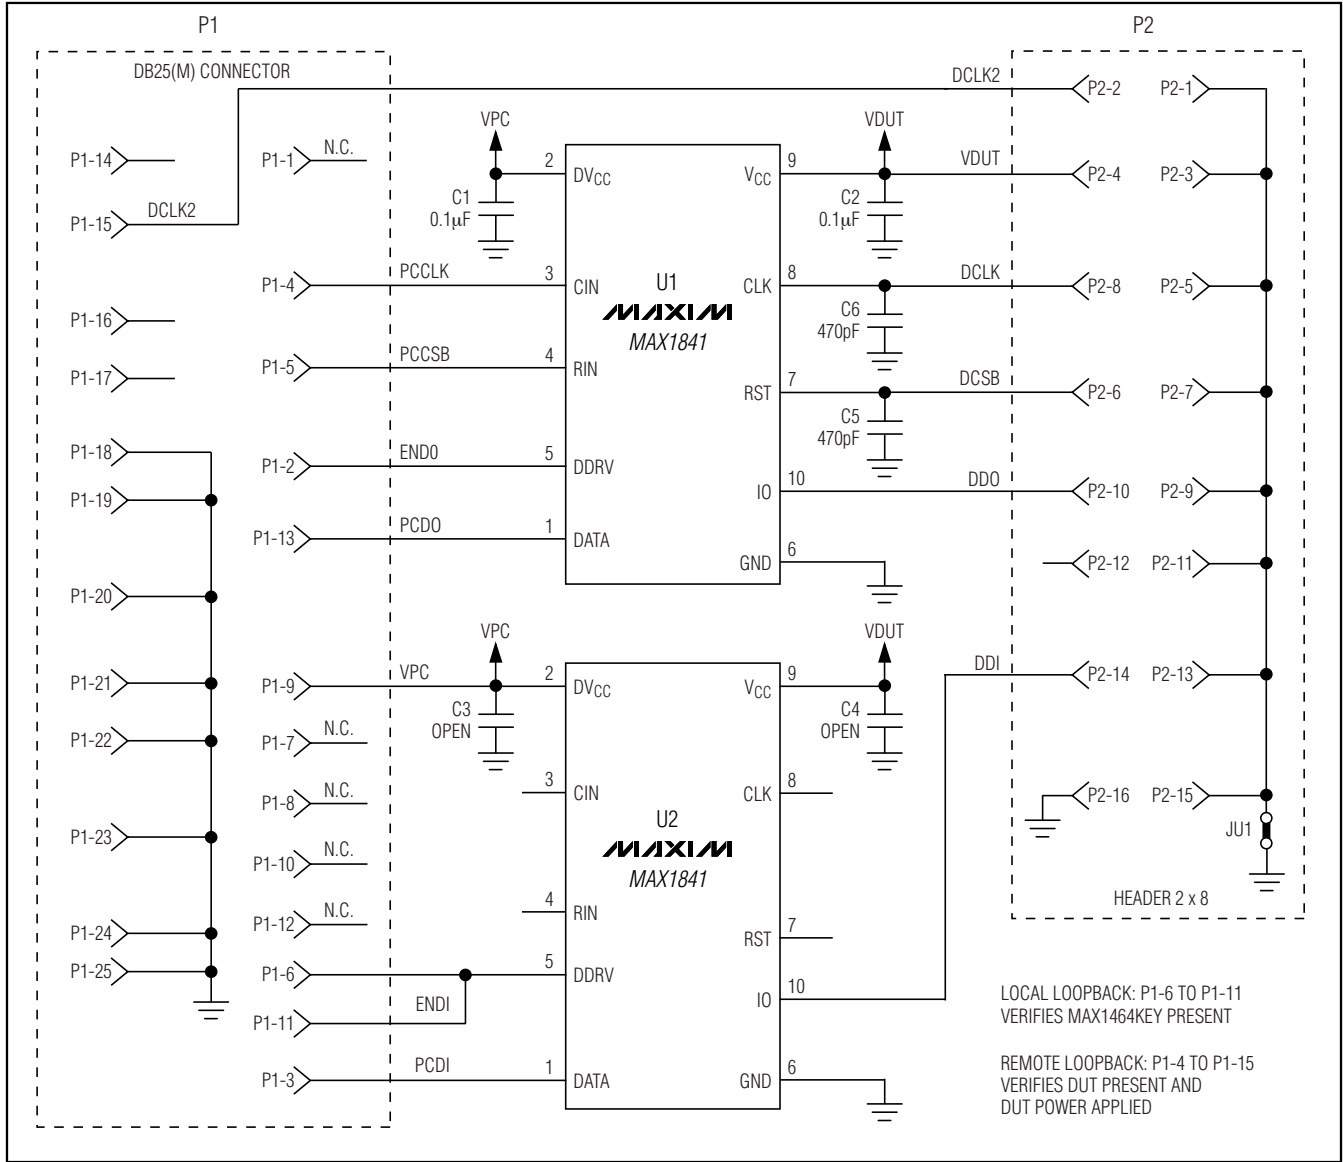 P1
P2
DB25(M) CONNECTOR
DCLK2
P2-2
P2-1
VPC
VDUT
P1-14
P1-1
N.C.
2
DVCC
VCC
9
VDUT
P2-4
P2-3
C1
0.1µF
C2
0.1µF
P1-15
DCLK2
P1-4
PCCLK
3
CIN
U1
MAXIM
MAX1841
CLK
8
DCLK
P2-8
P2-5
C6
470pF
P1-16
P1-17
P1-5
PCCSB
4
RIN
RST
7
DCSB
P2-6
P2-7
C5
470pF
P1-18
P1-2
END0
5
DDRV
IO
10
DDO
P2-10
P2-9
P1-19
P1-13
PCDO
1
DATA
GND
6
P2-12
P2-11
P1-20
VPC
VDUT
DDI
P2-14
P2-13
P1-21
P1-9
VPC
2
DVCC
VCC
9
C3
OPEN
C4
OPEN
P1-22
P1-7
N.C.
3
CIN
CLK
8
P2-16
P2-15
P1-8
N.C.
U2
MAXIM
MAX1841
JU1
P1-23
P1-10
N.C.
HEADER 2 x 8
P1-12
N.C.
4
RIN
RST
7
P1-24
P1-25
P1-6
5
DDRV
ENDI
P1-11
IO
10
P1-3
PCDI
1
DATA
GND
6
LOCAL LOOPBACK: P1-6 TO P1-11
VERIFIES MAX1464KEY PRESENT
REMOTE LOOPBACK: P1-4 TO P1-15
VERIFIES DUT PRESENT AND
DUT POWER APPLIED